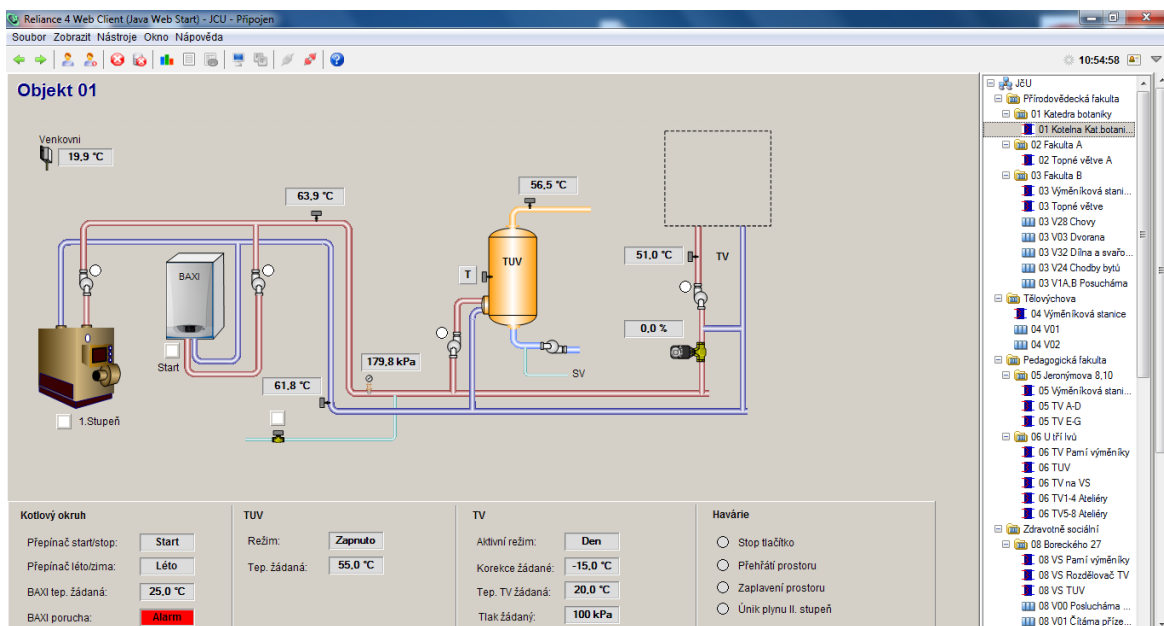 Reliance 4 Web Client (Java Web Start) - JCU - Připojen
Soubor Zobrazit Nástroje Okno Nápověda
10:54:58
Objekt 01
Venkovni
19,9 °C
63,9 °C
56,5 °C
BAXI
TUV
T
51,0 °C
TV
0,0 %
Start
179,8 kPa
SV
61,8 °C
1.Stupeň
Kotlový okruh
Přepínač start/stop: Start
Přepínač léto/zima: Léto
BAXI tep. žádaná: 25,0 °C
BAXI porucha: Alarm
TUV
Režim: Zapnuto
Tep. žádaná: 55,0 °C
TV
Aktivní režim: Den
Korekce žádané: -15,0 °C
Tep. TV žádaná: 20,0 °C
Tlak žádaný: 100 kPa
Havárie
Stop tlačítko
Přehřátí prostoru
Zaplavení prostoru
Únik plynu II. stupeň
JčU
Přírodovědecká fakulta
01 Katedra botaniky
01 Kotelna Kat.botani...
02 Fakulta A
02 Topné větve A
03 Fakulta B
03 Výměníková stani...
03 Topné větve
03 V28 Chovy
03 V03 Dvorana
03 V32 Dílna a svařo...
03 V24 Chodby bytů
03 V1A,B Posucháma
Tělovýchova
04 Výměníková stanice
04 V01
04 V02
Pedagogická fakulta
05 Jeronýmova 8,10
05 Výměníková stani...
05 TV A-D
05 TV E-G
06 U tří lvů
06 TV Parní výměníky
06 TUV
06 TV na VS
06 TV1-4 Ateliéry
06 TV5-8 Ateliéry
Zdravotně sociální
08 Boreckého 27
08 VS Parní výměníky
08 VS Rozdělovač TV
08 VS TUV
08 V00 Poslucháma ...
08 V01 Čítárna příze...